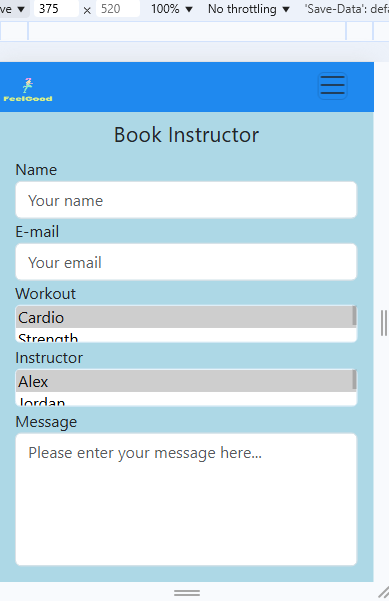 ve ▼ 375 × 520 100% ▼ No throttling ▼ 'Save-Data': defa
FeelGood
Book Instructor
Name
Your name
E-mail
Your email
Workout
Cardio
Strength
Instructor
Alex
Jordan
Message
Please enter your message here...